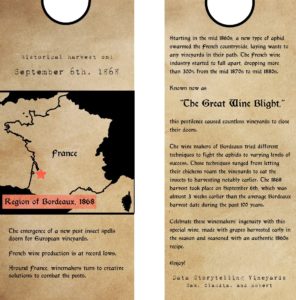 Historical harvest on:
September 6th, 1868
France
Region of Bordeaux, 1868
The emergence of a new pest insect spells
doom for European vineyards.
French wine production is at record lows.
Around France, winemakers turn to creative
solutions to combat the pests.
Starting in the mid 1860s, a new type of aphid
swarmed the French countryside, laying waste to
any vineyards in their path. The French wine
industry started to fall apart, dropping more
than 300% from the mid 1870s to mid 1880s.
Known now as
"The Great Wine Blight,"
this pestilence caused countless vineyards to close
their doors.
The wine makers of Bordeaux tried different
techniques to fight the aphids to varying levels of
success. Those techniques ranged from letting
their chickens roam the vineyards to eat the
insects to harvesting notably earlier. The 1868
harvest took place on September 6th, which was
almost 3 weeks earlier than the average Bordeaux
harvest date during the past 100 years.
Celebrate these winemakers' ingenuity with this
special wine, made with grapes harvested early in
the season and seasoned with an authentic 1860s
recipe.
Enjoy!
Data Storytelling Vineyards
Sam, Claudia, and Robert